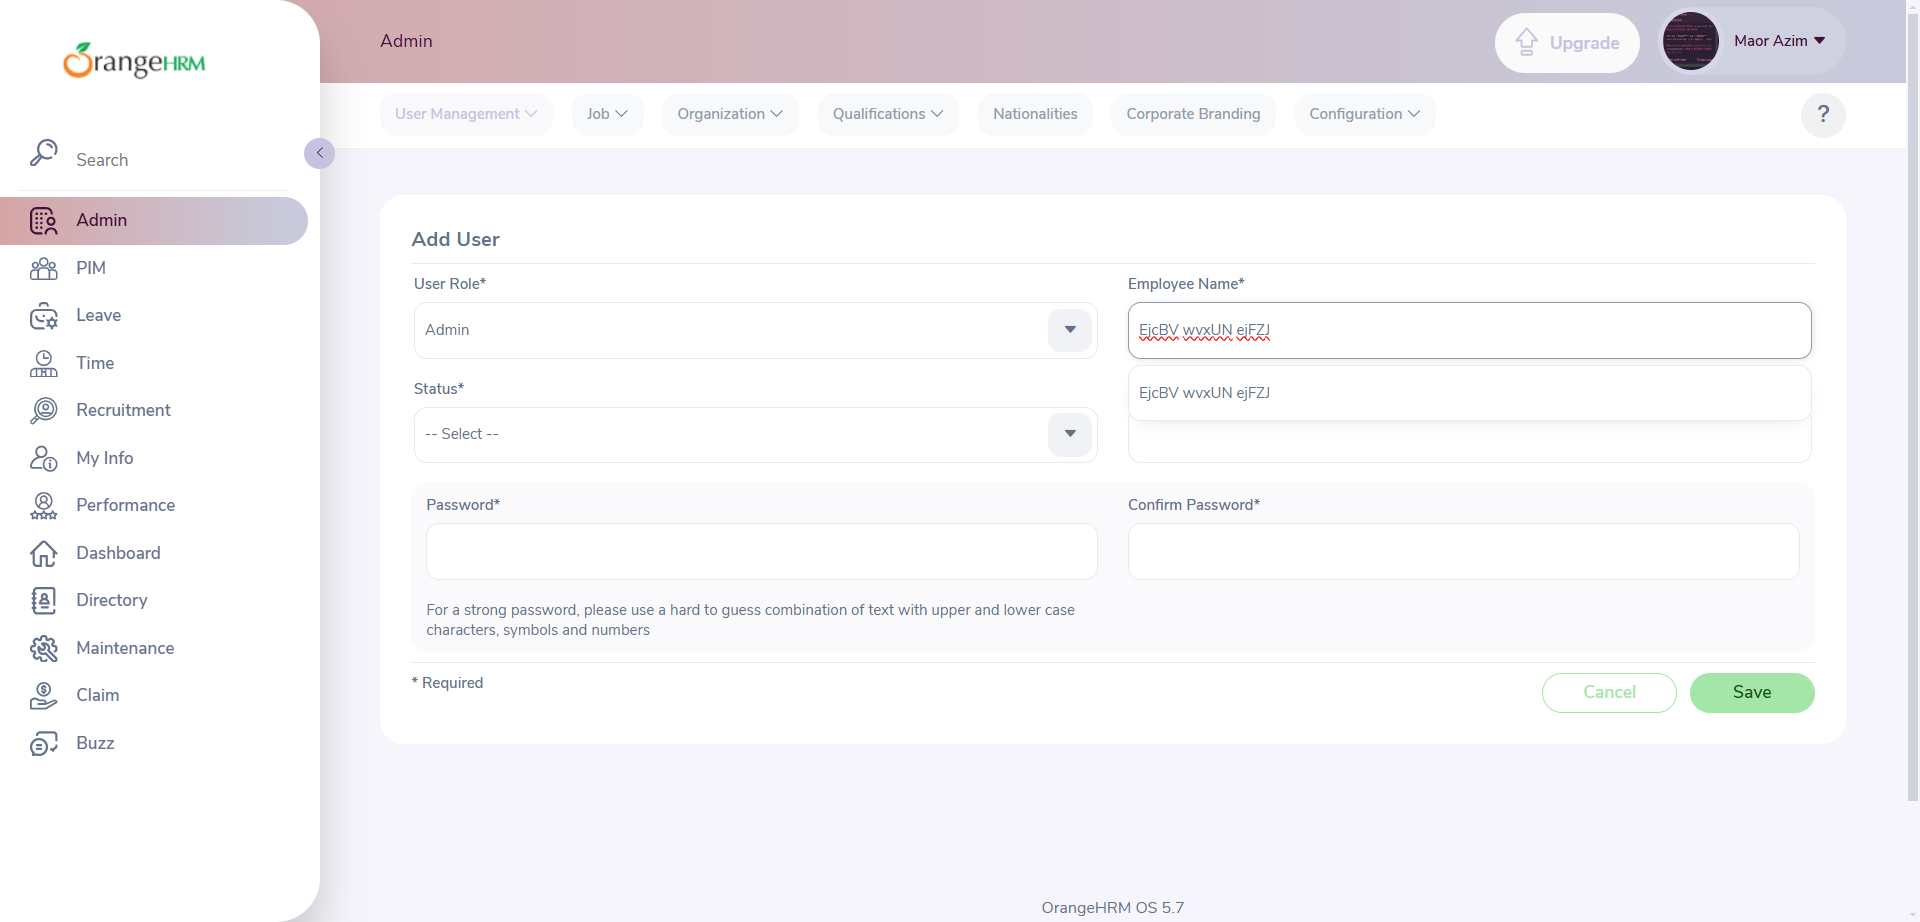 OrangeHRM
Search
Admin
PIM
Leave
Time
Recruitment
My Info
Performance
Dashboard
Directory
Maintenance
Claim
Buzz
Admin
Upgrade
Maor Azim
User Management
Job
Organization
Qualifications
Nationalities
Corporate Branding
Configuration
?
Add User
User Role*
Admin
Employee Name*
EjcBV wvxUN ejFZJ
EjcBV wvxUN ejFZJ
Status*
-- Select --
Password*
Confirm Password*
For a strong password, please use a hard to guess combination of text with upper and lower case
characters, symbols and numbers
* Required
Cancel
Save
OrangeHRM OS 5.7